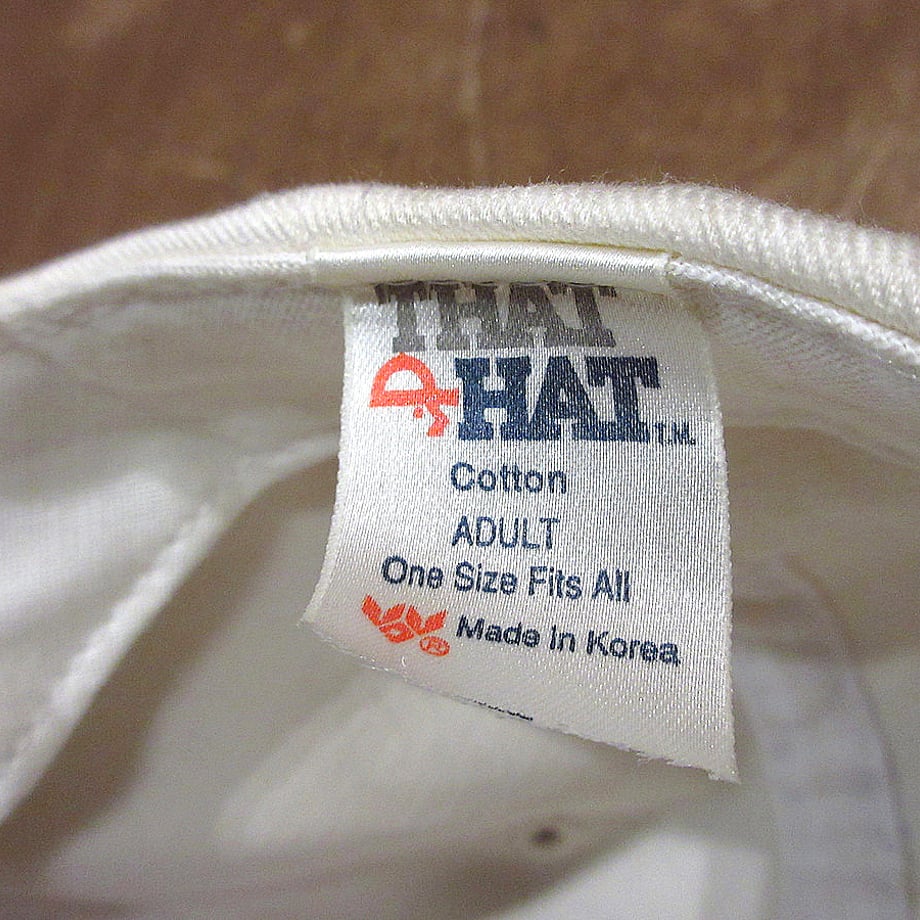 THAT
D's HAT T.M.
Cotton
ADULT
One Size Fits All
® Made in Korea